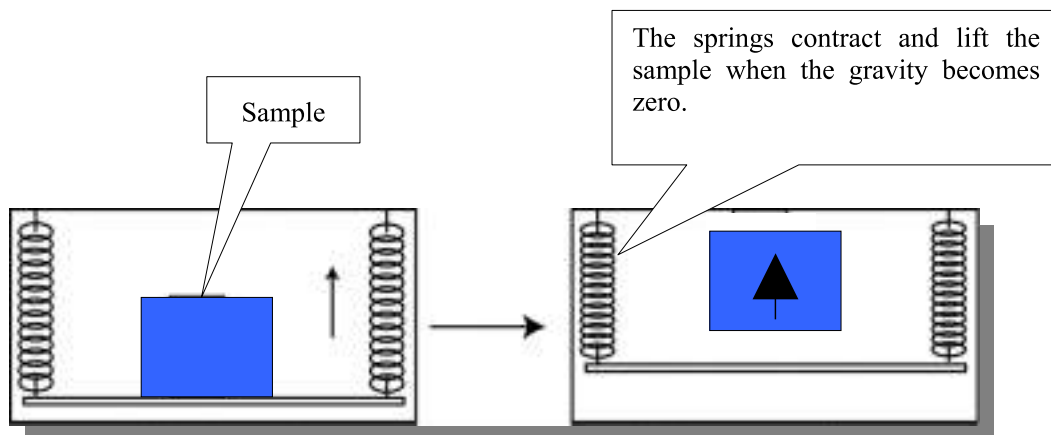 Sample
The springs contract and lift the
sample when the gravity becomes
zero.